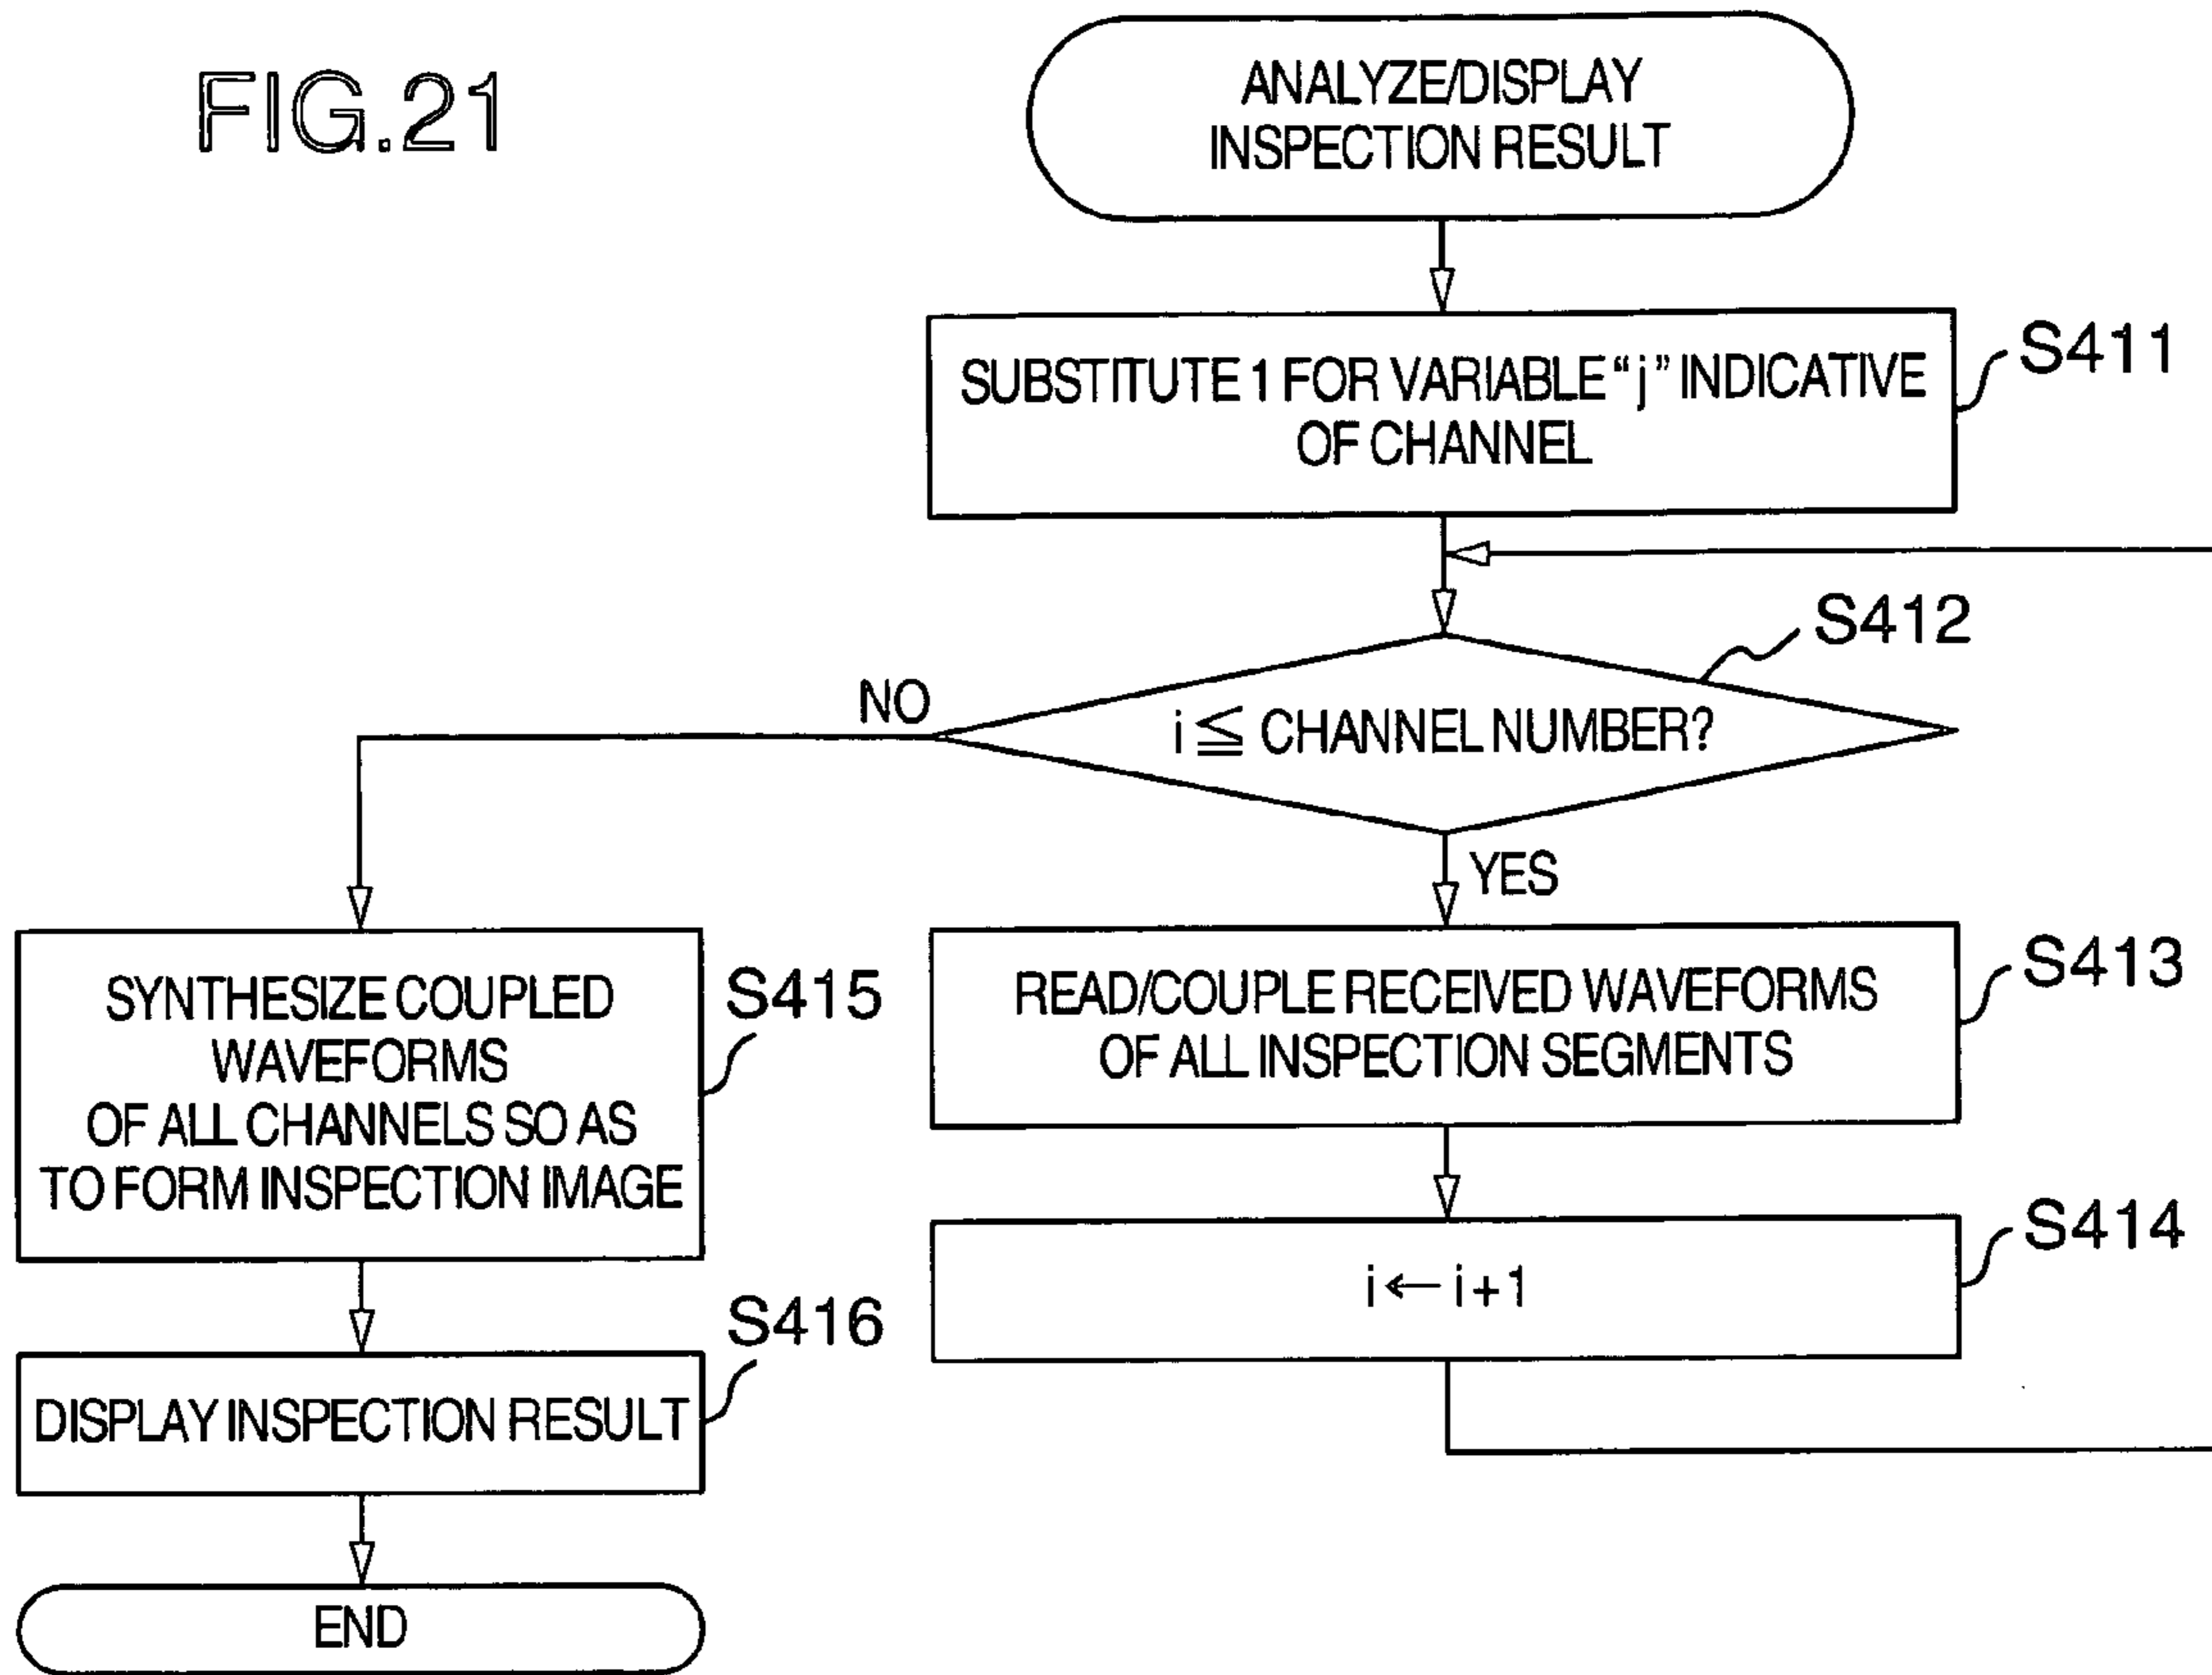 FIG.21
ANALYZE/DISPLAY
INSPECTION RESULT
SUBSTITUTE 1 FOR VARIABLE “j” INDICATIVE
OF CHANNEL
S411
S412
i ≦ CHANNEL NUMBER?
NO
YES
READ/COUPLE RECEIVED WAVEFORMS
OF ALL INSPECTION SEGMENTS
S413
i ← i+1
S414
SYNTHESIZE COUPLED
WAVEFORMS
OF ALL CHANNELS SO AS
TO FORM INSPECTION IMAGE
S415
DISPLAY INSPECTION RESULT
S416
END